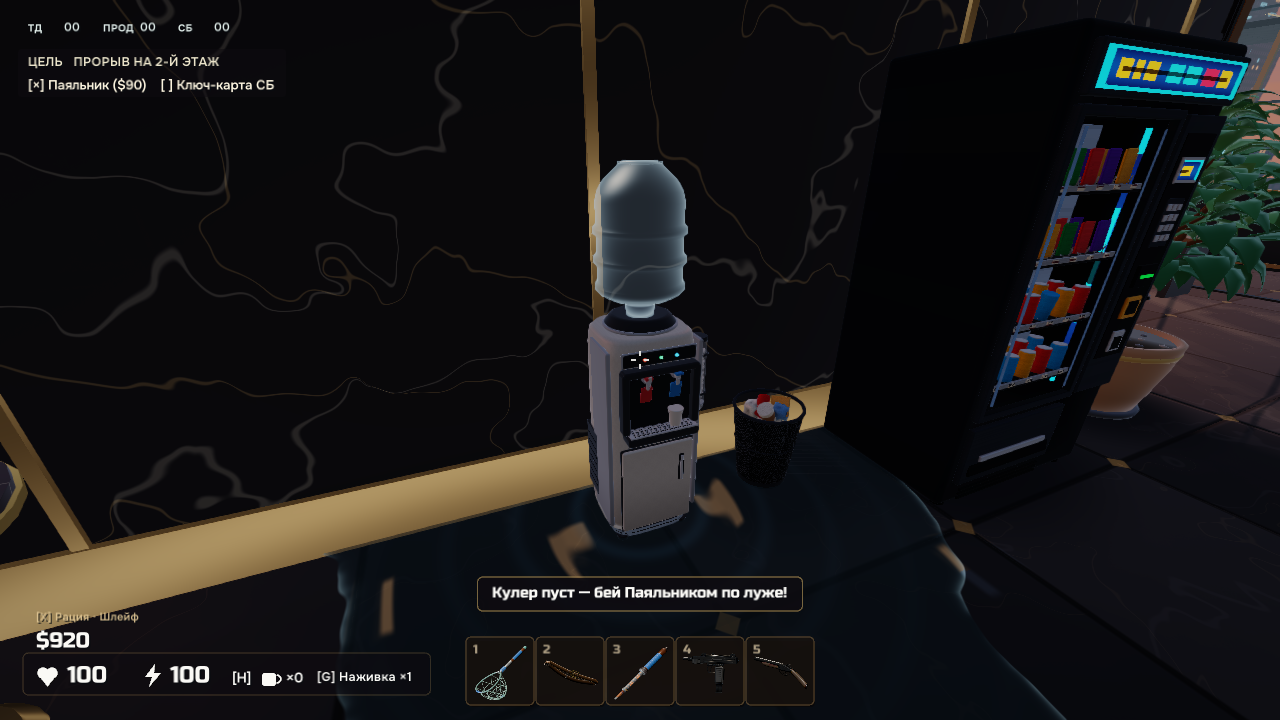 ТД 00 ПРОД 00 СБ 00
ЦЕЛЬ ПРОРЫВ НА 2-Й ЭТАЖ
[×] Паяльник ($90) [ ] Ключ-карта СБ
Кулер пуст — бей Паяльником по луже!
[X] Рация · Шлейф
$920
100 100 [H] ×0 [G] Наживка ×1
1 2 3 4 5